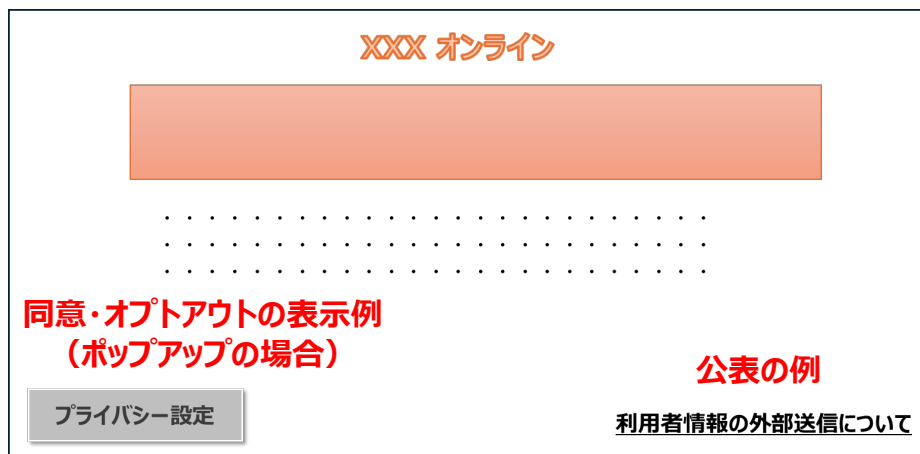 XXX オンライン
・・・・・・・・・・・・・・・・・・・・・・・・・
・・・・・・・・・・・・・・・・・・・・・・・・・
・・・・・・・・・・・・・・・・・・・・・・・・・
同意・オプトアウトの表示例
（ポップアップの場合）
公表の例
プライバシー設定
利用者情報の外部送信について